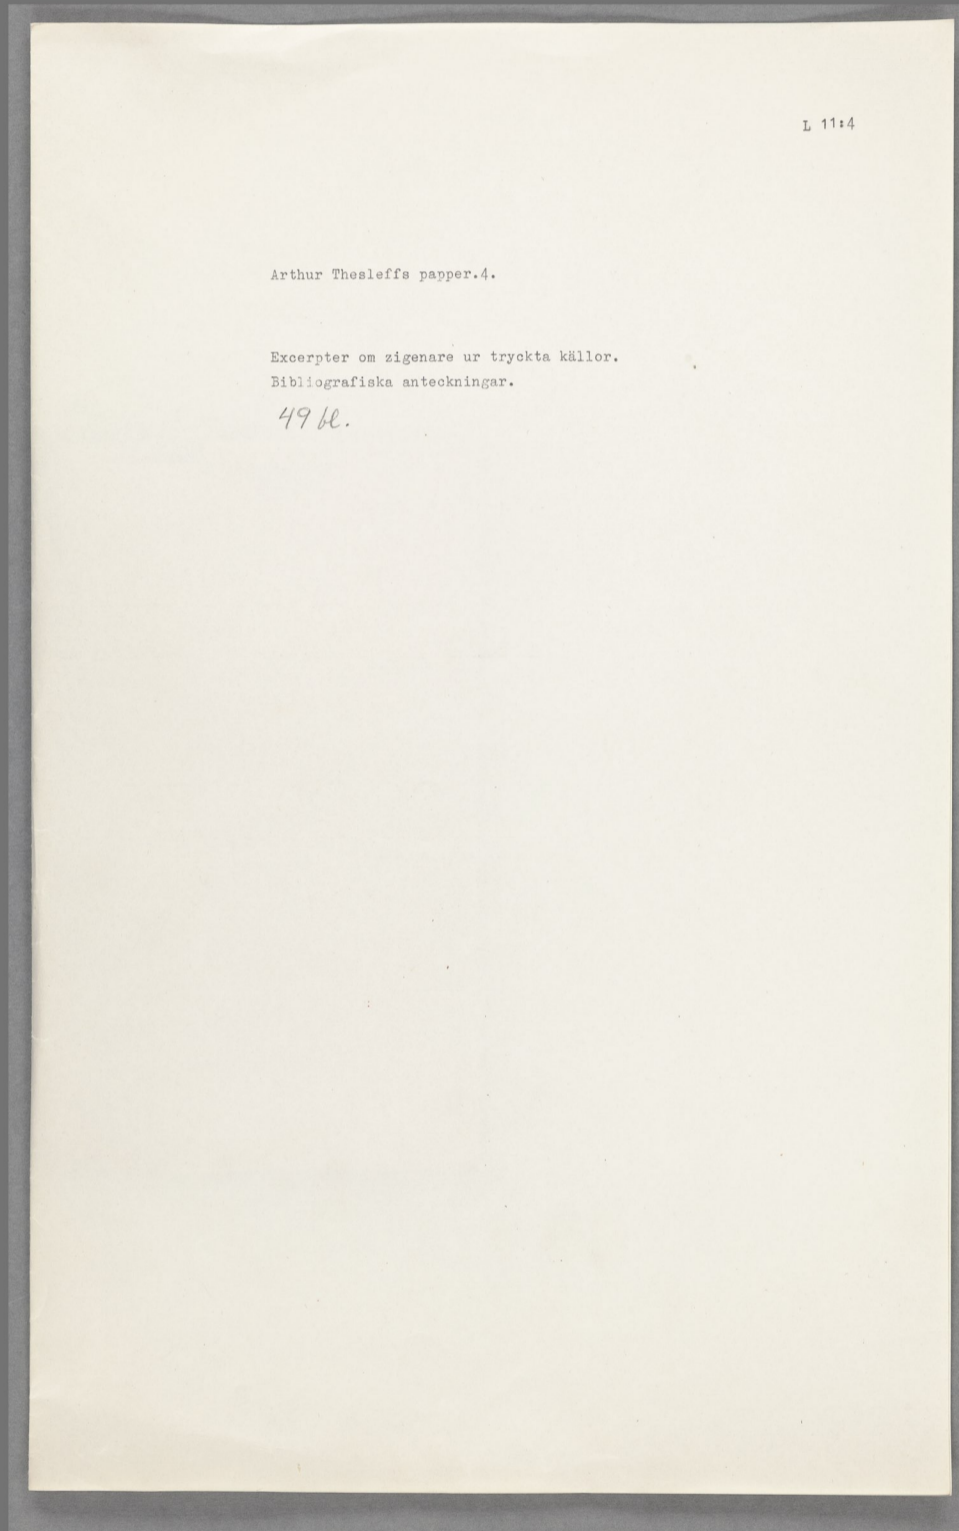 L 11:4
Arthur Thesleffs papper.4.
Excerpter om zigenare ur tryckta källor.
Bibliografiska anteckningar.
49 bl.